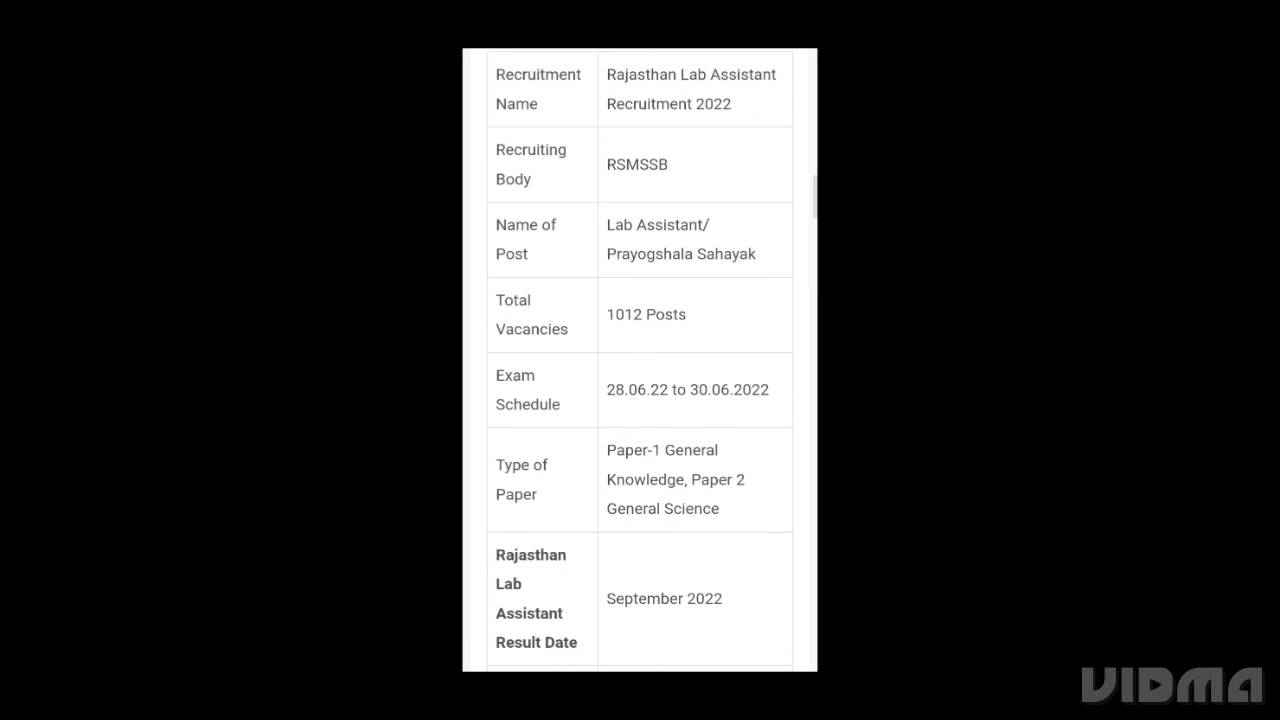 Recruitment
Name
Rajasthan Lab Assistant
Recruitment 2022
Recruiting
Body
RSMSSB
Name of
Post
Lab Assistant/
Prayogshala Sahayak
Total
Vacancies
1012 Posts
Exam
Schedule
28.06.22 to 30.06.2022
Type of
Paper
Paper-1 General
Knowledge, Paper 2
General Science
Rajasthan
Lab
Assistant
Result Date
September 2022
VIDMA